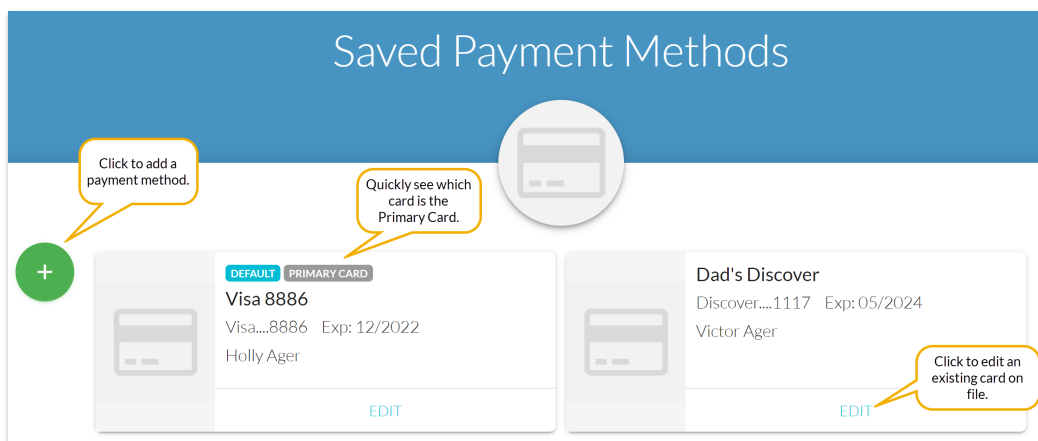 Saved Payment Methods
Click to add a
payment method.
Quickly see which
card is the
Primary Card.
+
DEFAULT PRIMARY CARD
Visa 8886
Visa....8886 Exp: 12/2022
Holly Ager
EDIT
Dad's Discover
Discover....1117 Exp: 05/2024
Victor Ager
Click to edit an
existing card on
file.
EDIT